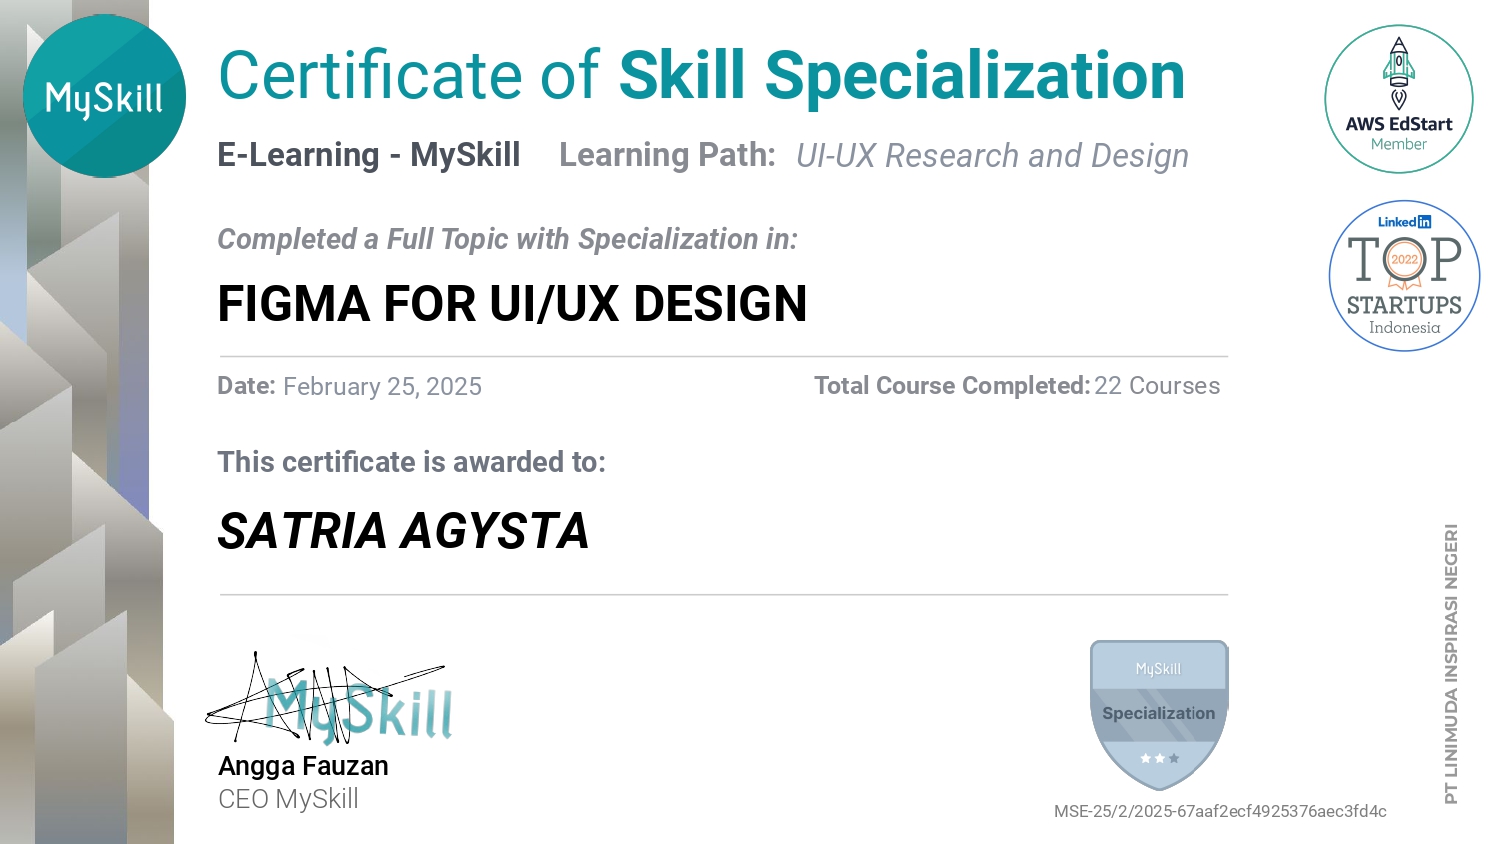 MySkill
Certificate of Skill Specialization
E-Learning - MySkill Learning Path: UI-UX Research and Design
Completed a Full Topic with Specialization in:
FIGMA FOR UI/UX DESIGN
Date: February 25, 2025 Total Course Completed: 22 Courses
This certificate is awarded to:
SATRIA AGYSTA
MySkill
Angga Fauzan
CEO MySkill
MySkill
Specialization
MSE-25/2/2025-67aaf2ecf4925376aec3fd4c
AWS EdStart
Member
LinkedIn
TOP
2022
STARTUPS
Indonesia
PT LINIMUDA INSPIRASI NEGERI